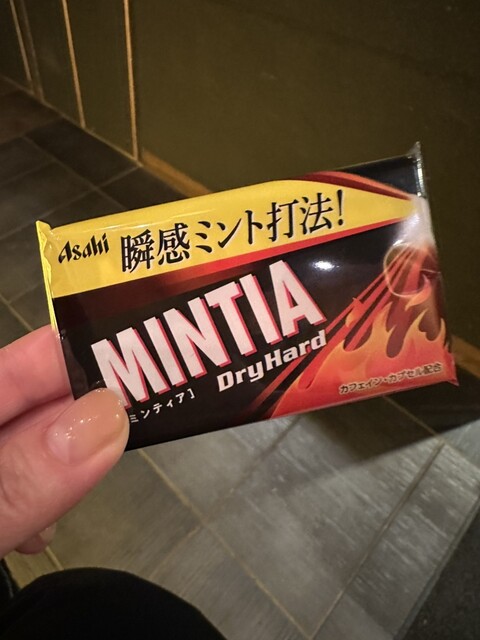 Asahi
瞬感ミント打法!
MINTIA
DryHard
ミンティア]
カフェイン・カプセル配合